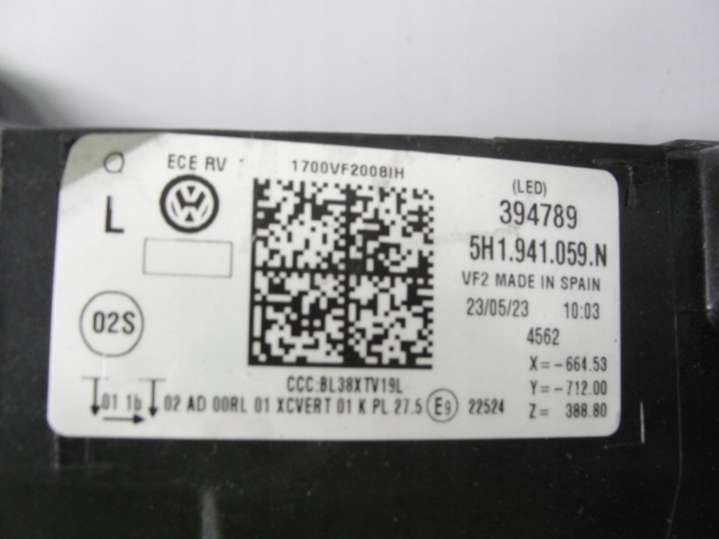 ECE RV
1700VF2008IH
L
02S
(LED)
394789
5H1.941.059.N
VF2 MADE IN SPAIN
23/05/23 10:03
4562
X=-664.53
Y=-712.00
Z= 388.80
CCC:BL38XTV19L
01 1b 02 AD 00RL 01 XCVERT 01 K PL 27.5 E9 22524